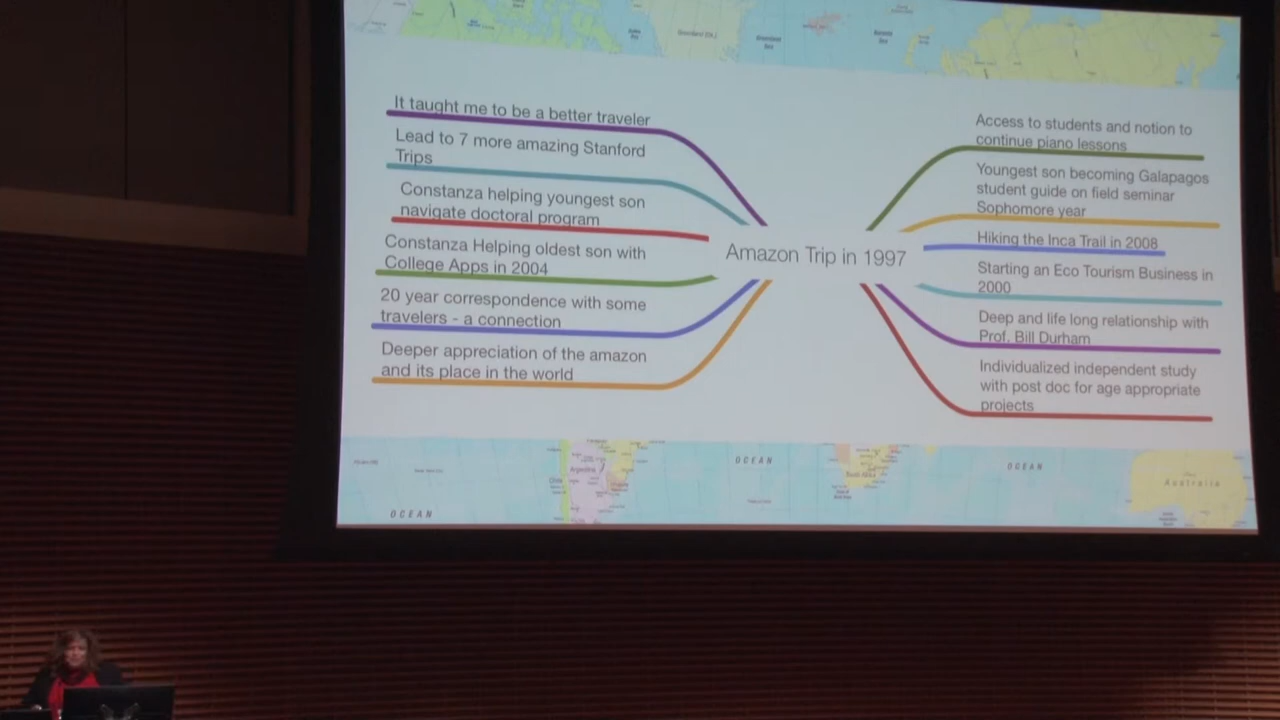 It taught me to be a better traveler
Lead to 7 more amazing Stanford
Trips
Constanza helping youngest son
navigate doctoral program
Constanza Helping oldest son with
College Apps in 2004
20 year correspondence with some
travelers - a connection
Deeper appreciation of the amazon
and its place in the world
Amazon Trip in 1997
Access to students and notion to
continue piano lessons
Youngest son becoming Galapagos
student guide on field seminar
Sophomore year
Hiking the Inca Trail in 2008
Starting an Eco Tourism Business in
2000
Deep and life long relationship with
Prof. Bill Durham
Individualized independent study
with post doc for age appropriate
projects
Argentina
OCEAN
OCEAN
OCEAN
Australia